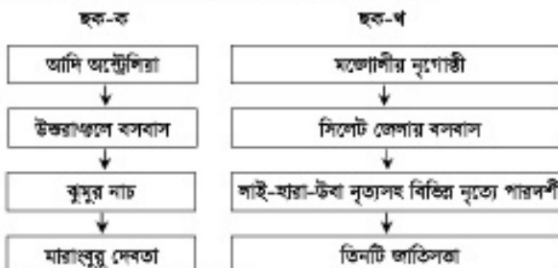 ছক-ক
আদি অস্ট্রেলিয়া
উত্তরাঞ্চলে বসবাস
ঝুমুর নাচ
মারাংবুরু দেবতা
ছক-খ
মঙ্গোলীয় নৃগোষ্ঠী
সিলেট জেলায় বসবাস
লাই-হারা-উবা নৃত্যসহ বিভিন্ন নৃত্যে পারদর্শী
তিনটি জাতিসত্তা